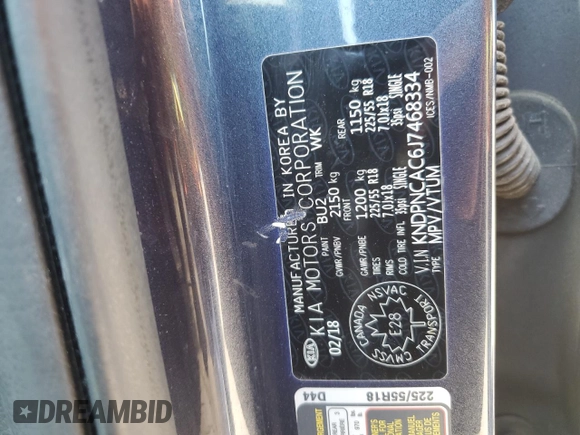 MANUFACTURED IN KOREA BY
KIA MOTORS CORPORATION
02/18
PAINT BU2 TRIM WK
GVWR/PNBV 2150 kg
FRONT REAR
GAWR/PNBE 1200 kg 1150 kg
TIRES 225/55 R18 225/55 R18
RIMS 7.0Jx18 7.0Jx18
COLD TIRE INFL 35psi SINGLE 35psi SINGLE
V.I.N KNDPNCAC6J7468334
TYPE MPV/VTUM
ICES/NMB-002
KIA
CANADA
E28
TRANSPORT
CMVSS
NSVAC
225/55R18
D44
DREAMBID